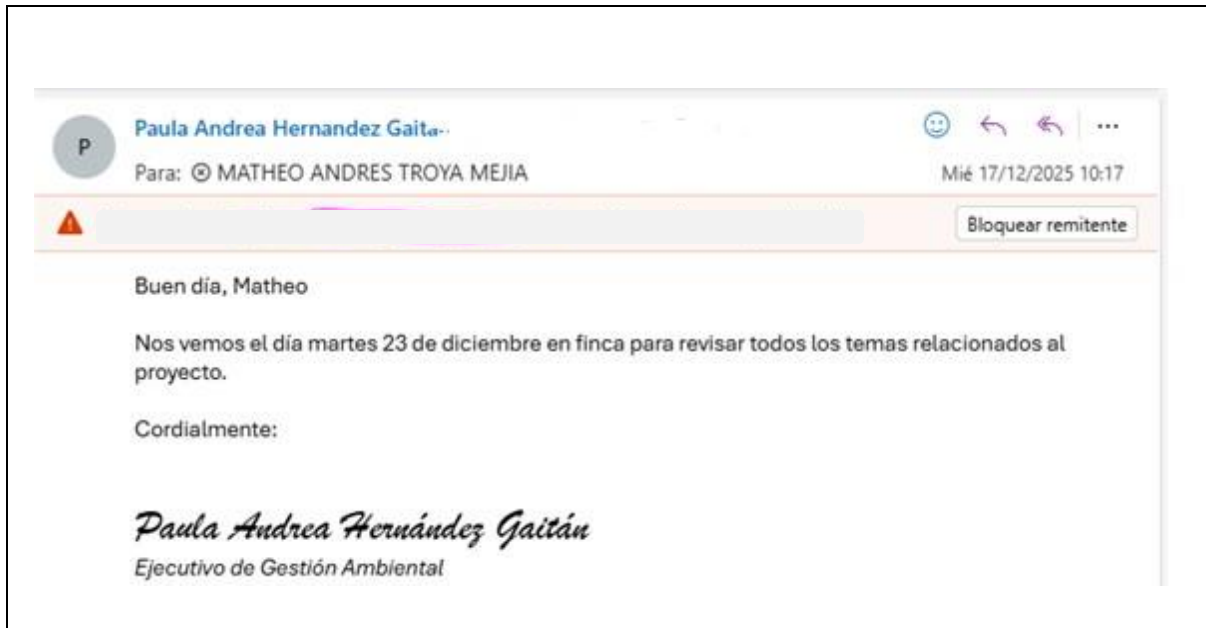 P
Paula Andrea Hernandez
Para: MATHEO ANDRES TROYA MEJIA
Mié 17/12/2025 10:17
Bloquear remitente
Buen día, Matheo
Nos vemos el día martes 23 de diciembre en finca para revisar todos los temas relacionados al
proyecto.
Cordialmente:
Paula Andrea Hernández Gaitán
Ejecutivo de Gestión Ambiental